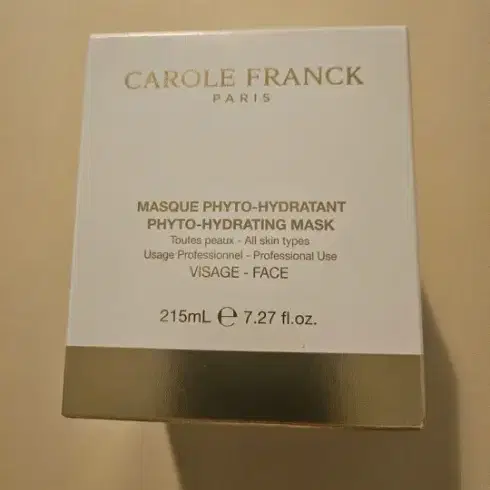 CAROLE FRANCK
PARIS
MASQUE PHYTO-HYDRATANT
PHYTO-HYDRATING MASK
Toutes peaux - All skin types
Usage Professionnel - Professional Use
VISAGE - FACE
215mL ℮ 7.27 fl.oz.